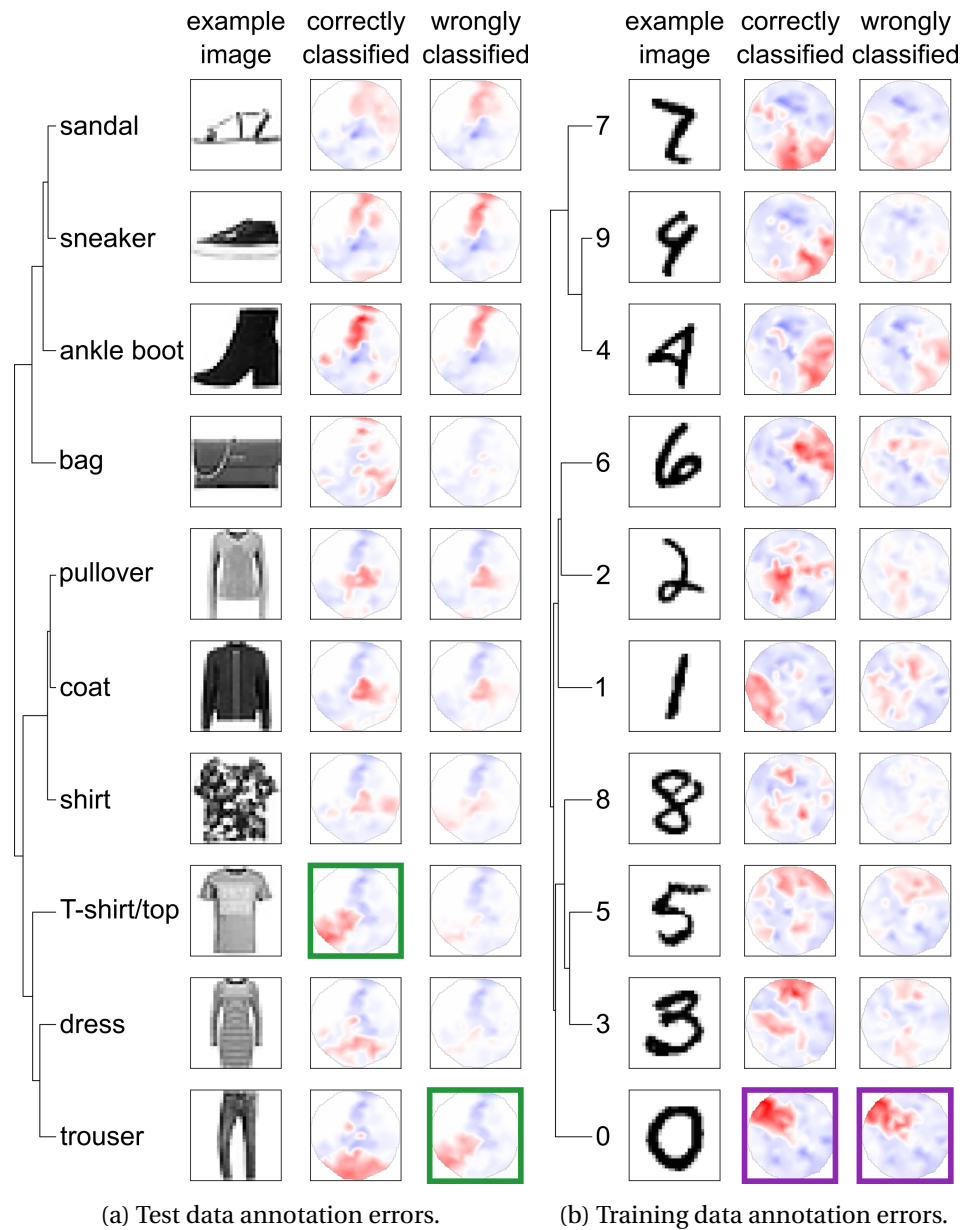 example correctly wrongly example correctly wrongly
image classified classified image classified classified
sandal 7
sneaker 9
ankle boot 4
bag 6
pullover 2
coat 1
shirt 8
T-shirt/top 5
dress 3
trouser 0
(a) Test data annotation errors. (b) Training data annotation errors.